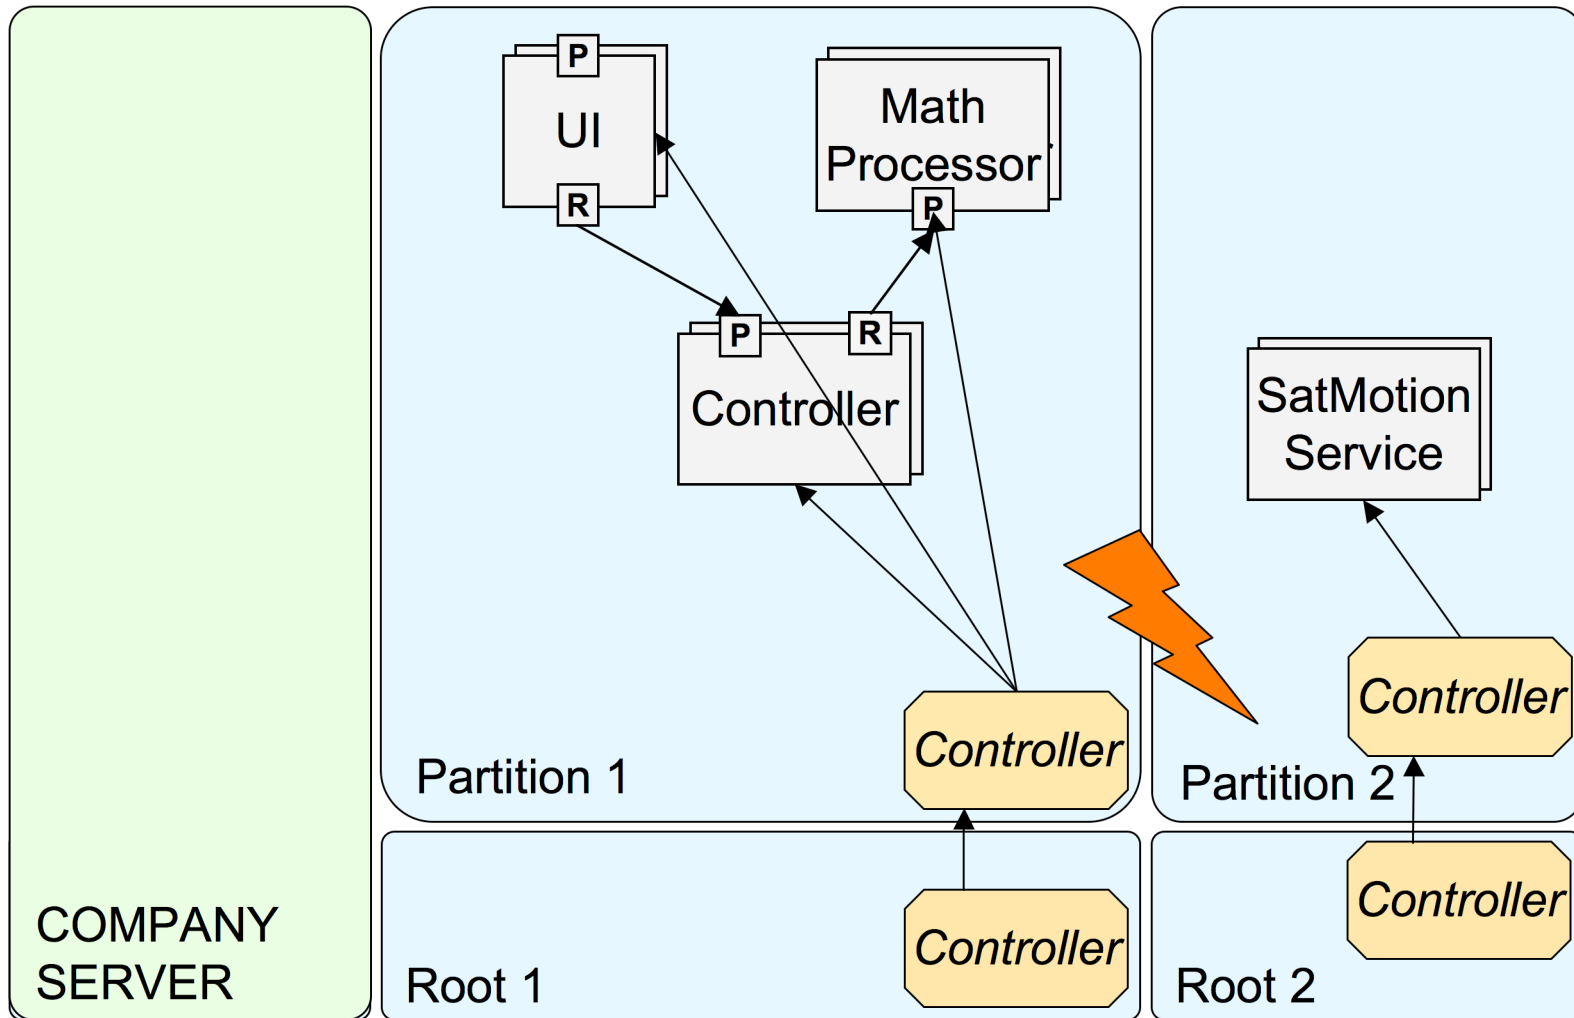 P
UI
R
Math
Processor
P
P
R
Controller
SatMotion
Service
Controller
Controller
Partition 1
Partition 2
Controller
Controller
COMPANY
SERVER
Root 1
Root 2